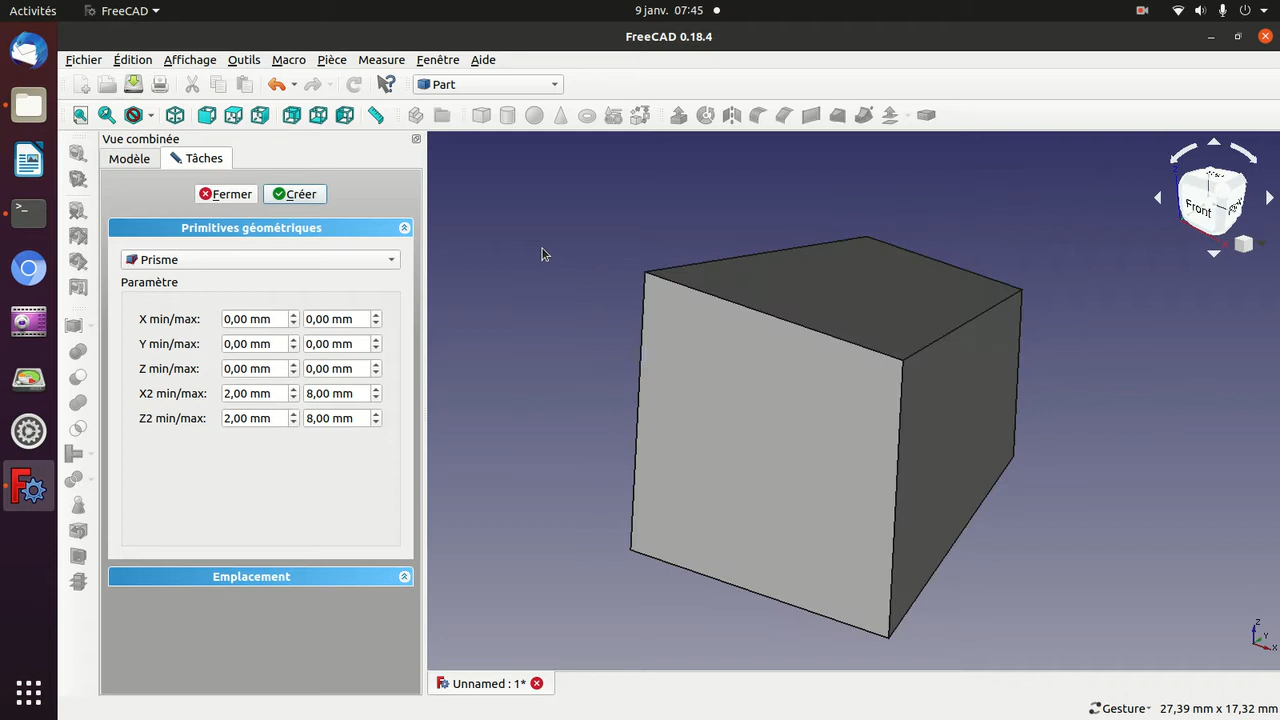 Activités
FreeCAD
9 janv. 07:45
FreeCAD 0.18.4
Fichier Édition Affichage Outils Macro Pièce Mesure Fenêtre Aide
Part
Vue combinée
Modèle
Tâches
Fermer
Créer
Primitives géométriques
Prisme
Paramètre
X min/max: 0,00 mm 0,00 mm
Y min/max: 0,00 mm 0,00 mm
Z min/max: 0,00 mm 0,00 mm
X2 min/max: 2,00 mm 8,00 mm
Z2 min/max: 2,00 mm 8,00 mm
Emplacement
Front
Z
Y
X
Unnamed : 1*
Gesture
27,39 mm x 17,32 mm